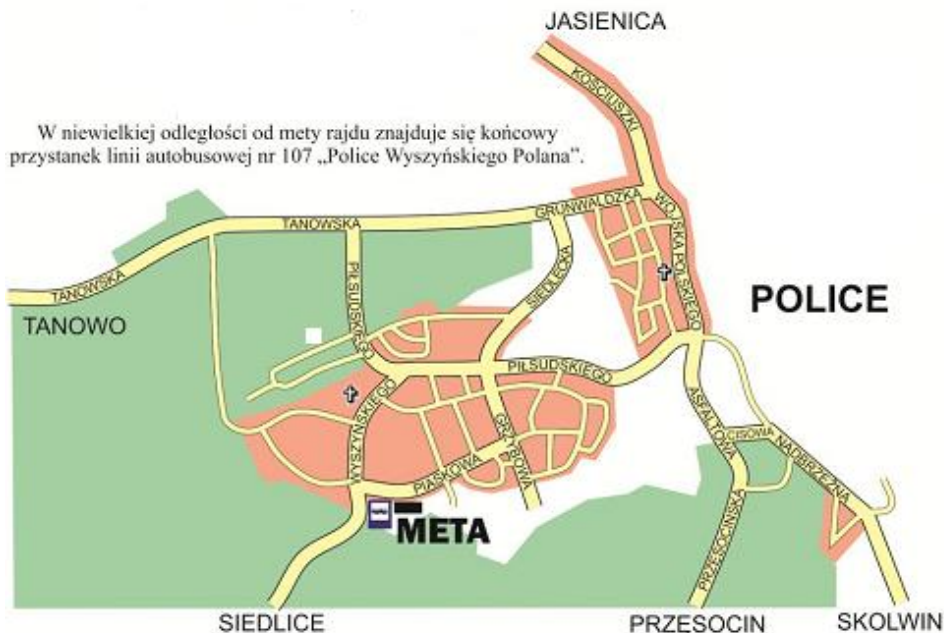 JASIENICA
KOŚCIUSZKI
W niewielkiej odległości od mety rajdu znajduje się końcowy
przystanek linii autobusowej nr 107 „Police Wyszyńskiego Polana”.
GRUNWALDZKA
TANOWSKA
WOJSKA POLSKIEGO
TANOWSKA
TANOWO
PIŁSUDSKIEGO
SIEDLECKA
POLICE
PIŁSUDSKIEGO
WYSZYŃSKIEGO
GRZYBOWA
ASFALTOWA
CISOWA
NADBRZEŻNA
PIASKOWA
META
PRZESOCIŃSKA
SIEDLICE
PRZESOCIN
SKOLWIN